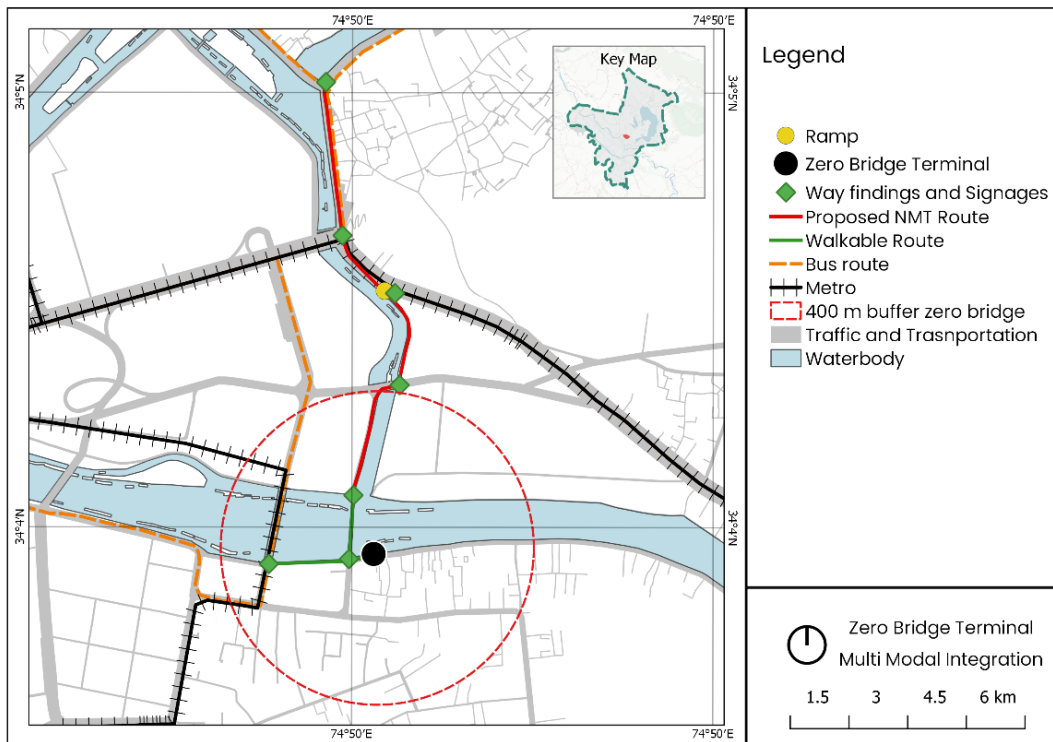 74°50'E
74°50'E
Key Map
34°5'N
34°5'N
34°4'N
34°4'N
74°50'E
74°50'E
Legend
Ramp
Zero Bridge Terminal
Way findings and Signages
Proposed NMT Route
Walkable Route
Bus route
Metro
400 m buffer zero bridge
Traffic and Trasnportation
Waterbody
Zero Bridge Terminal
Multi Modal Integration
1.5 3 4.5 6 km